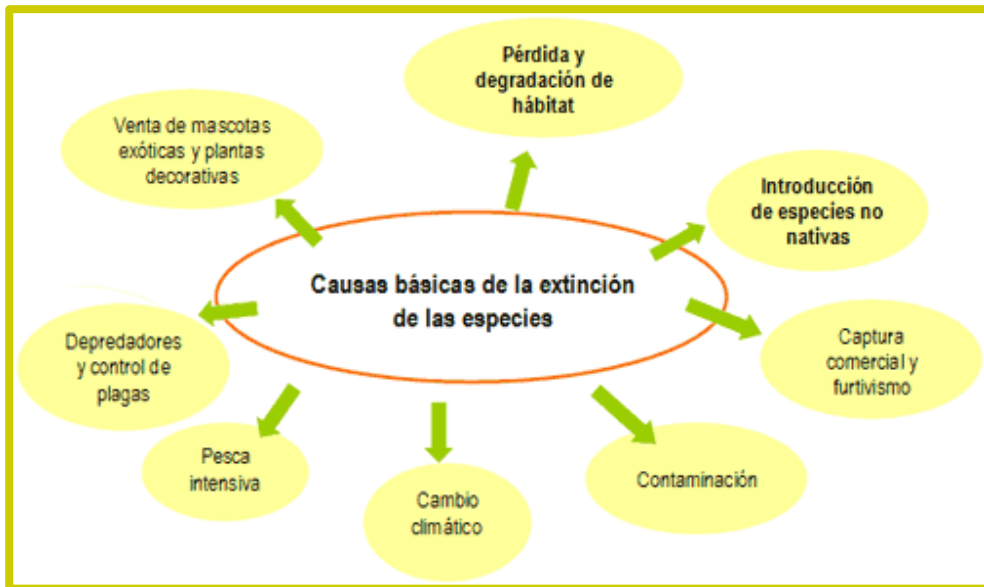 Pérdida y
degradación de
hábitat
Venta de mascotas
exóticas y plantas
decorativas
Introducción
de especies no
nativas
Causas básicas de la extinción
de las especies
Depredadores
y control de
plagas
Captura
comercial y
furtivismo
Pesca
intensiva
Cambio
climático
Contaminación